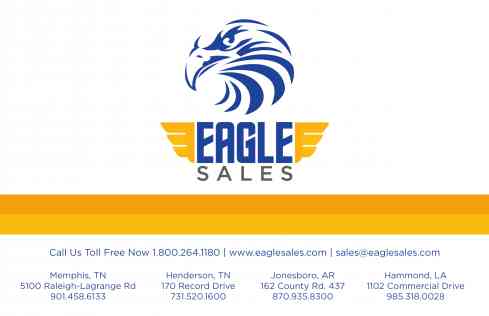 EAGLE
SALES
Call Us Toll Free Now 1.800.264.1180 | www.eaglesales.com | sales@eaglesales.com
Memphis, TN Henderson, TN Jonesboro, AR Hammond, LA
5100 Raleigh-Lagrange Rd 170 Record Drive 162 County Rd. 437 1102 Commercial Drive
901.458.6133 731.520.1600 870.935.8300 985.318.0028